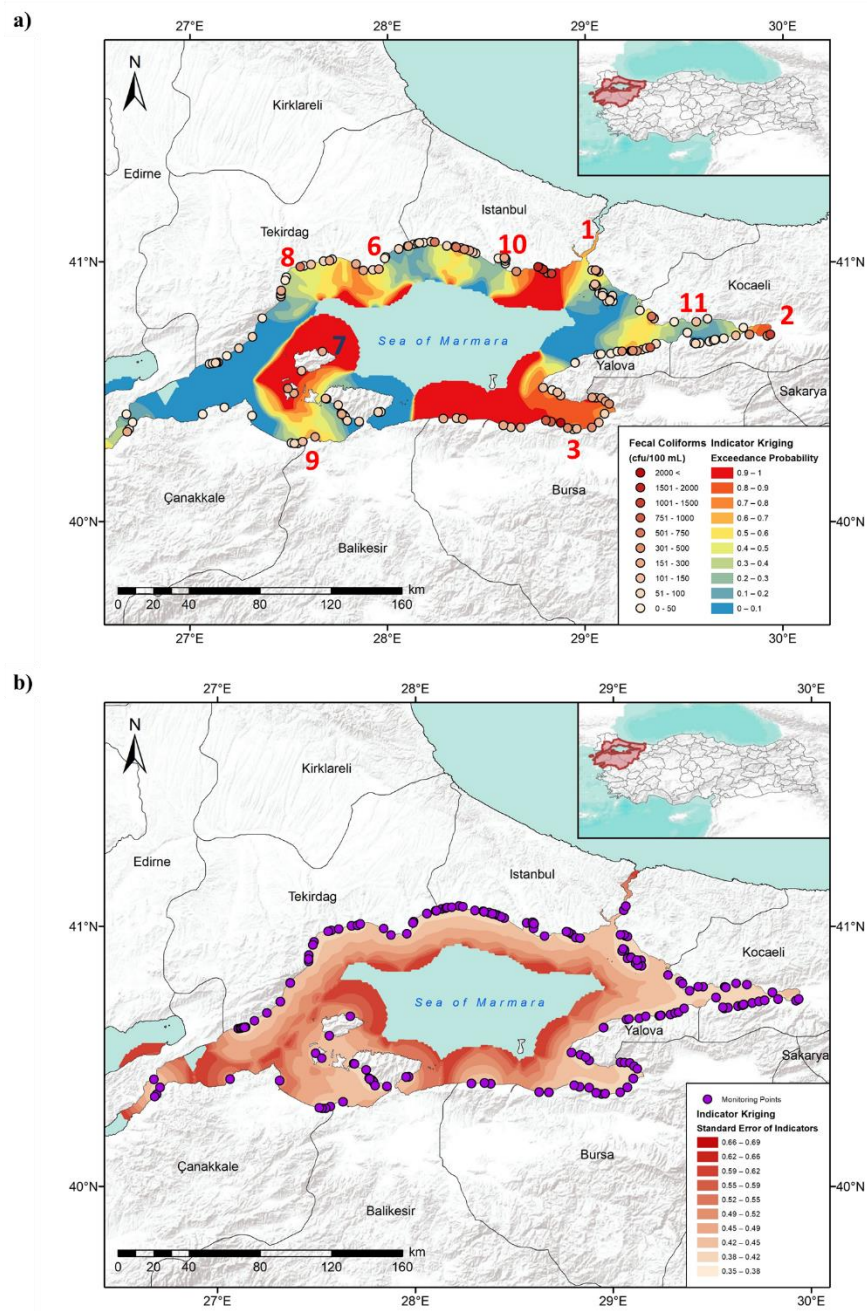 a)
27°E 28°E 29°E 30°E
N
Kirklareli
Edirne
Istanbul
Tekirdag
1
6
10
8
41°N
41°N
Kocaeli
11
2
Sea of Marmara
7
Yalova
Sakarya
3
9
Bursa
Çanakkale
40°N
40°N
Balikesir
Fecal Coliforms
(cfu/100 mL)
2000 <
1501 - 2000
1001 - 1500
751 - 1000
501 - 750
301 - 500
151 - 300
101 - 150
51 - 100
0 - 50
Indicator Kriging
Exceedance Probability
0.9 – 1
0.8 – 0.9
0.7 – 0.8
0.6 – 0.7
0.5 – 0.6
0.4 – 0.5
0.3 – 0.4
0.2 – 0.3
0.1 – 0.2
0 – 0.1
km
0 20 40 80 120 160
27°E 28°E 29°E 30°E
b)
27°E 28°E 29°E 30°E
N
Kirklareli
Edirne
Istanbul
Tekirdag
41°N
41°N
Kocaeli
Sea of Marmara
Yalova
Sakarya
Bursa
Çanakkale
40°N
40°N
Balikesir
Monitoring Points
Indicator Kriging
Standard Error of Indicators
0.66 – 0.69
0.62 – 0.66
0.59 – 0.62
0.55 – 0.59
0.52 – 0.55
0.49 – 0.52
0.45 – 0.49
0.42 – 0.45
0.38 – 0.42
0.35 – 0.38
km
0 20 40 80 120 160
27°E 28°E 29°E 30°E